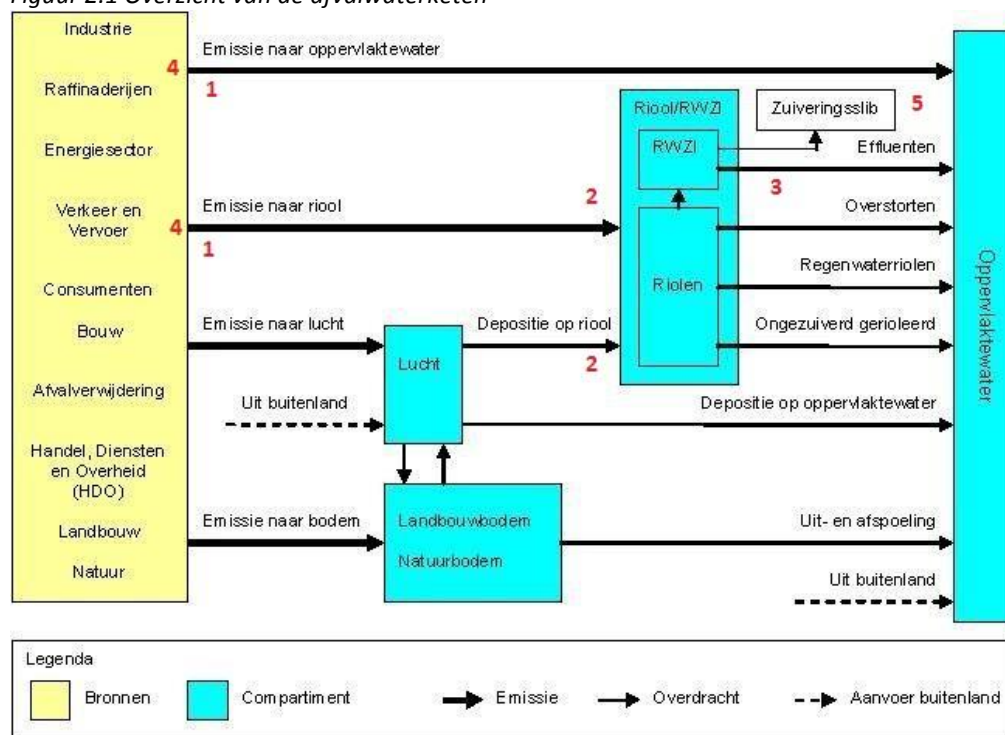 Figuur 2.1 Overzicht van de afvalwaterketen
Industrie
Raffinaderijen
Energiesector
Verkeer en
Vervoer
Consumenten
Bouw
Afvalverwijdering
Handel, Diensten
en Overheid
(HDO)
Landbouw
Natuur
Emissie naar oppervlaktewater
4
1
Emissie naar riool
4
1
2
Emissie naar lucht
Uit buitenland
Lucht
Depositie op riool
2
Riool/RWZI
RWZI
Riolen
Zuiveringsslib
5
Effluenten
3
Overstorten
Regenwaterriolen
Ongezuiverd gerioleerd
Depositie op oppervlaktewater
Emissie naar bodem
Landbouwbodem
Natuurbodem
Uit- en afspoeling
Uit buitenland
Oppervlaktewater
Legenda
Bronnen
Compartiment
Emissie
Overdracht
Aanvoer buitenland